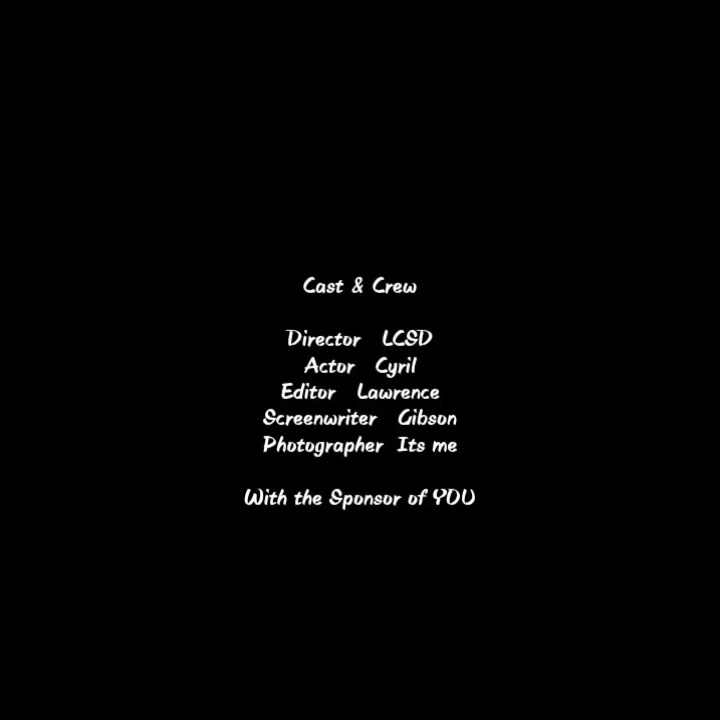 Cast & Crew
Director LCSD
Actor Cyril
Editor Lawrence
Screenwriter Gibson
Photographer Its me
With the Sponsor of YOU